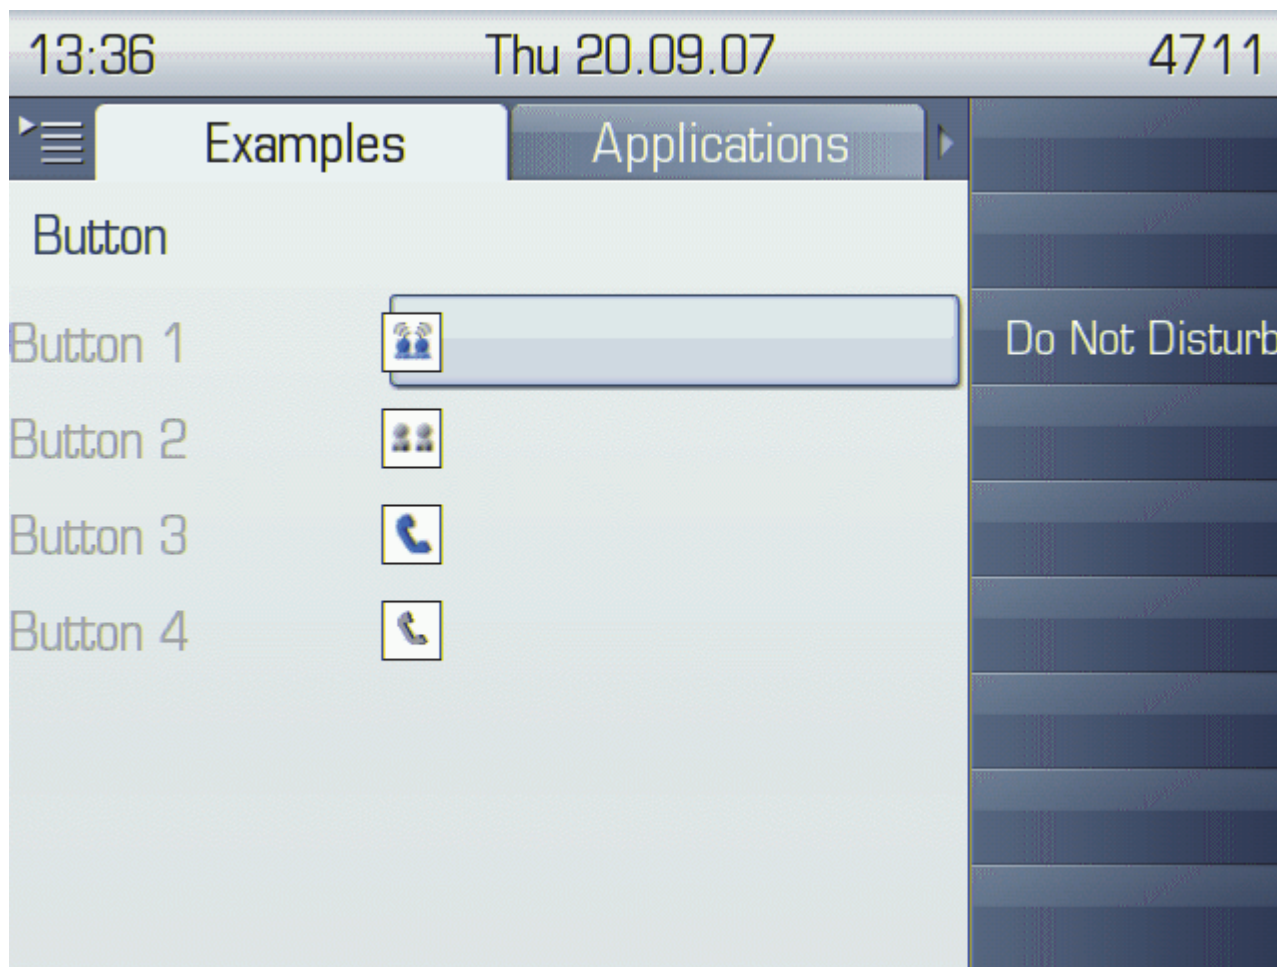 13:36 Thu 20.09.07 4711
Examples Applications
Button
Button 1
Do Not Disturb
Button 2
Button 3
Button 4